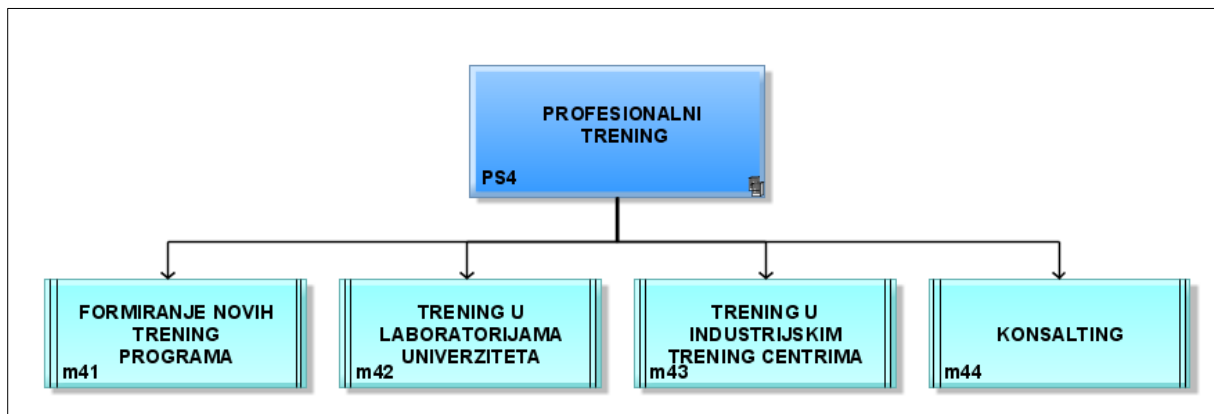 PROFESIONALNI
TRENING
PS4
FORMIRANJE NOVIH
TRENING
PROGRAMA
m41
TRENING U
LABORATORIJAMA
UNIVERZITETA
m42
TRENING U
INDUSTRIJSKIM
TRENING CENTRIMA
m43
KONSALTING
m44